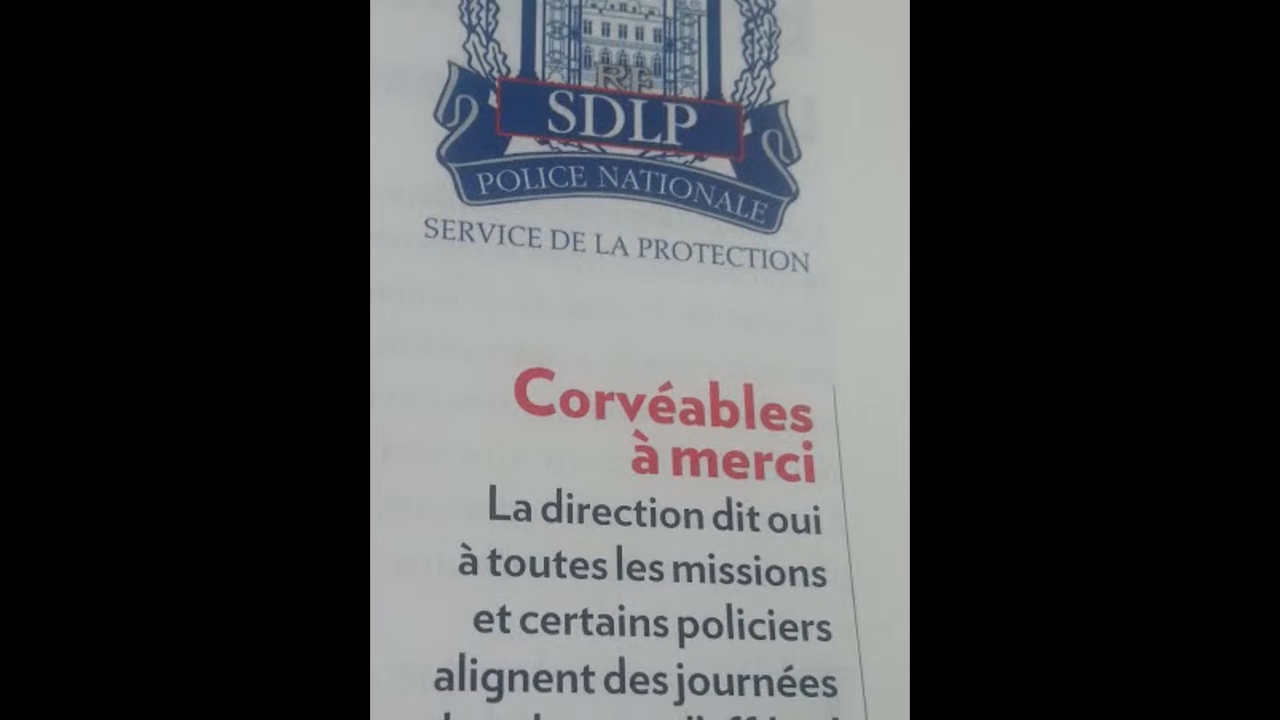 RF
SDLP
POLICE NATIONALE
SERVICE DE LA PROTECTION
Corvéables
à merci
La direction dit oui
à toutes les missions
et certains policiers
alignent des journées